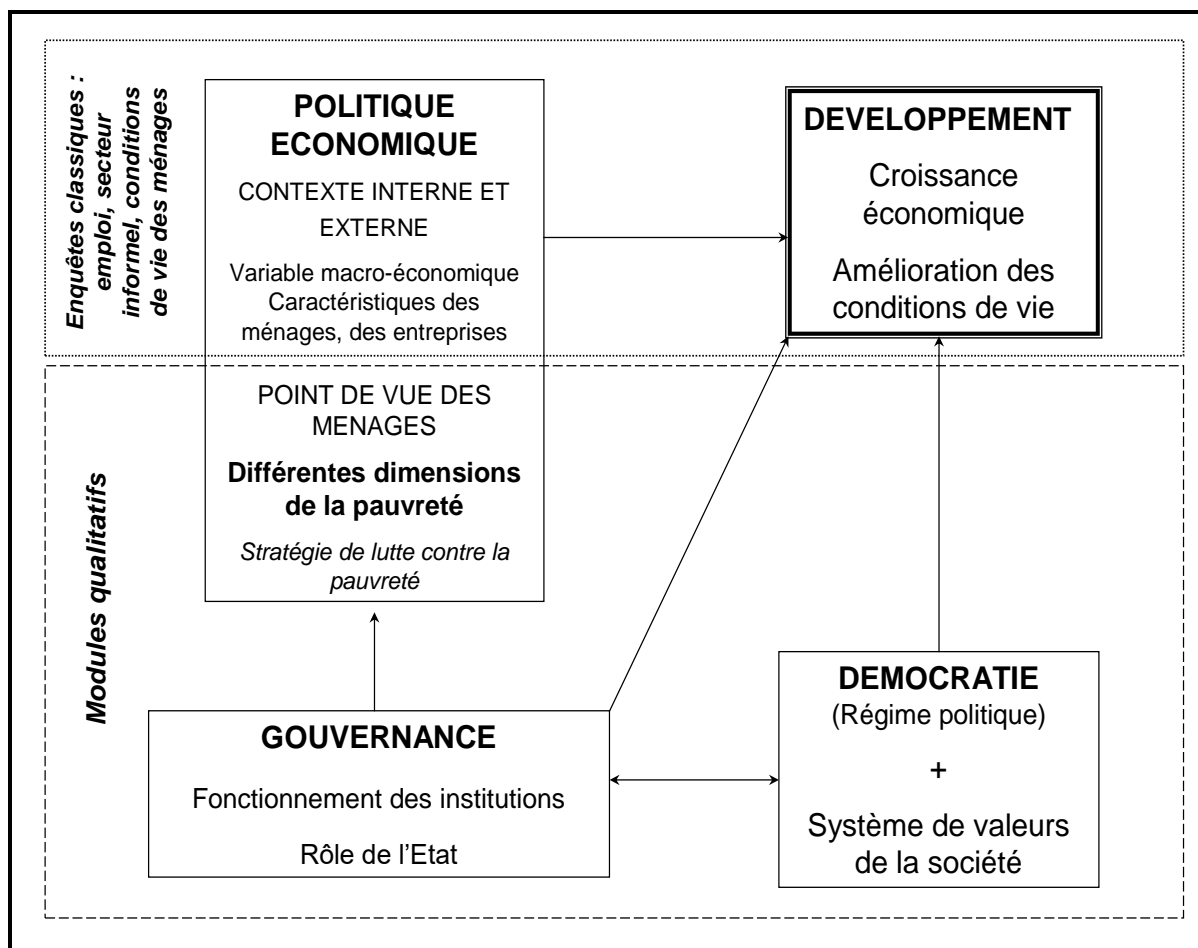 Enquêtes classiques :
emploi, secteur
informel, conditions
de vie des ménages
POLITIQUE
ECONOMIQUE
CONTEXTE INTERNE ET
EXTERNE
Variable macro-économique
Caractéristiques des
ménages, des entreprises
DEVELOPPEMENT
Croissance
économique
Amélioration des
conditions de vie
Modules qualitatifs
POINT DE VUE DES
MENAGES
Différentes dimensions
de la pauvreté
Stratégie de lutte contre la
pauvreté
GOUVERNANCE
Fonctionnement des institutions
Rôle de l’Etat
DEMOCRATIE
(Régime politique)
+
Système de valeurs
de la société